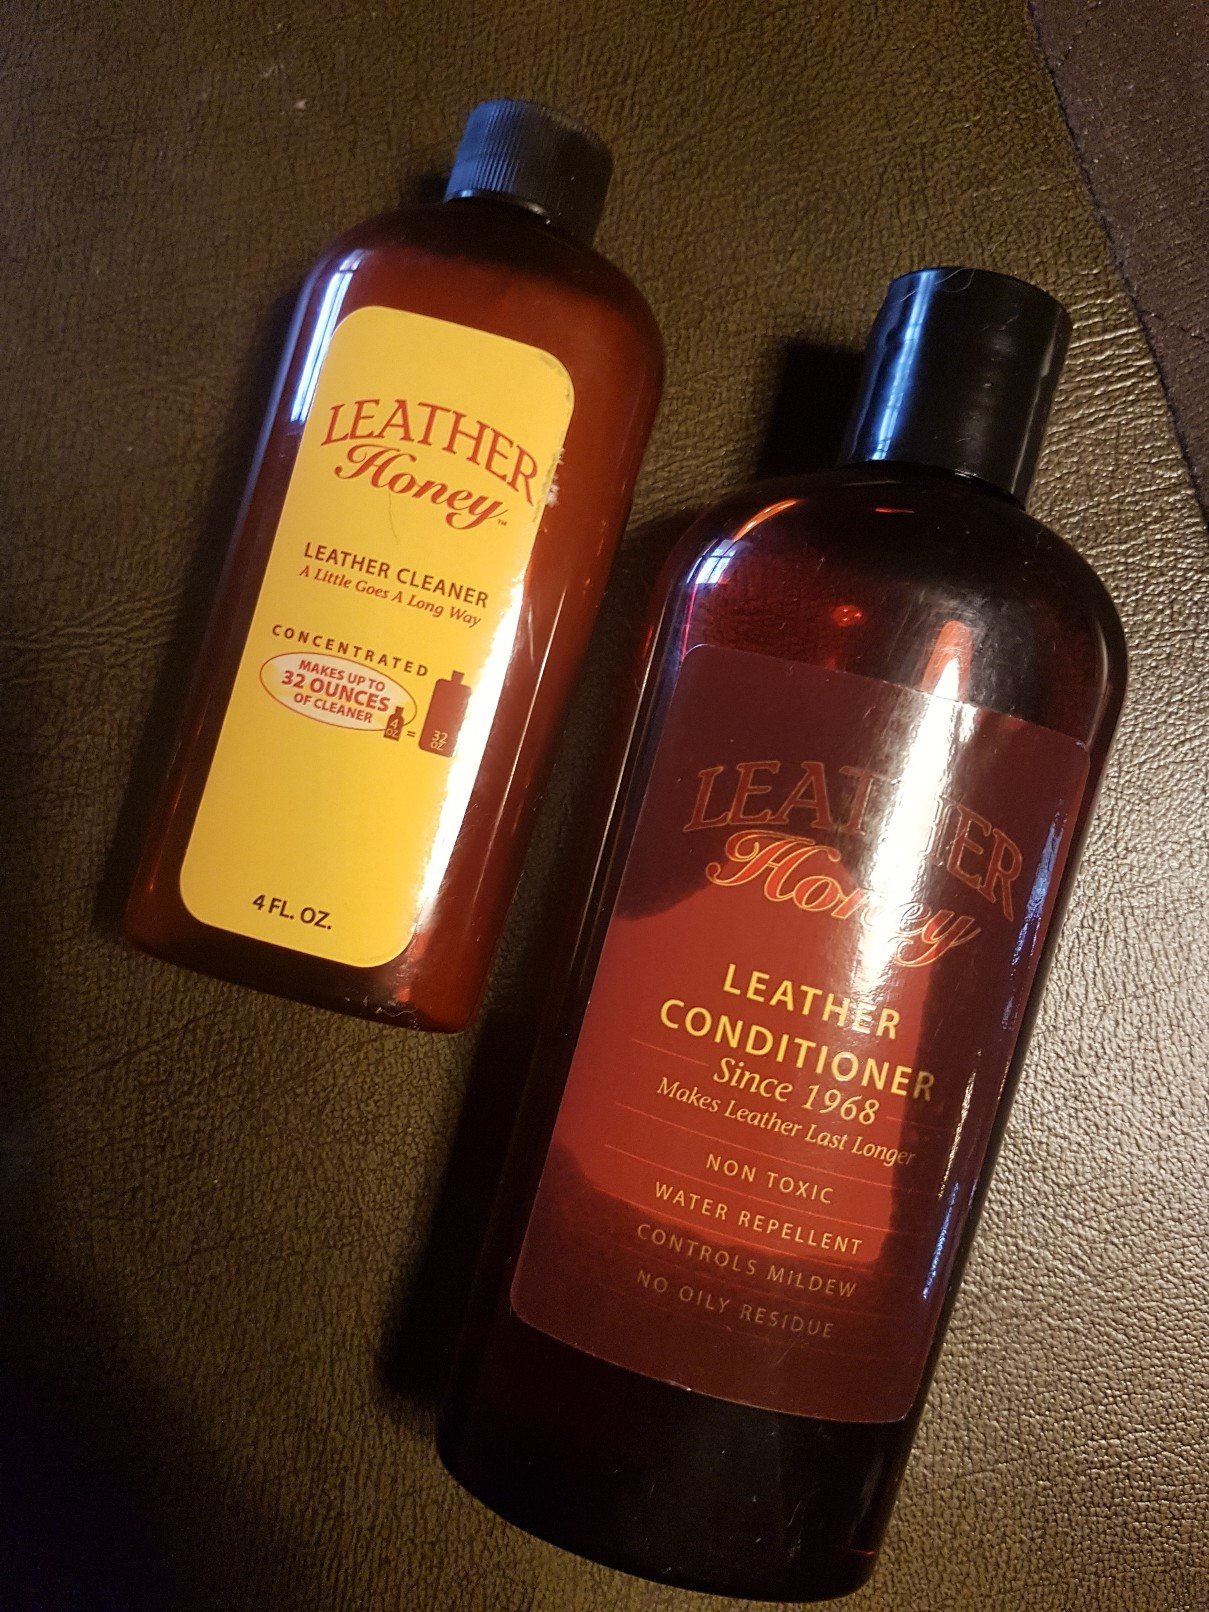 LEATHER
Honey™
LEATHER CLEANER
A Little Goes A Long Way
CONCENTRATED
MAKES UP TO
32 OUNCES
OF CLEANER
4
OZ.
=
32
OZ.
4 FL. OZ.
LEATHER
Honey
LEATHER
CONDITIONER
Since 1968
Makes Leather Last Longer
NON TOXIC
WATER REPELLENT
CONTROLS MILDEW
NO OILY RESIDUE